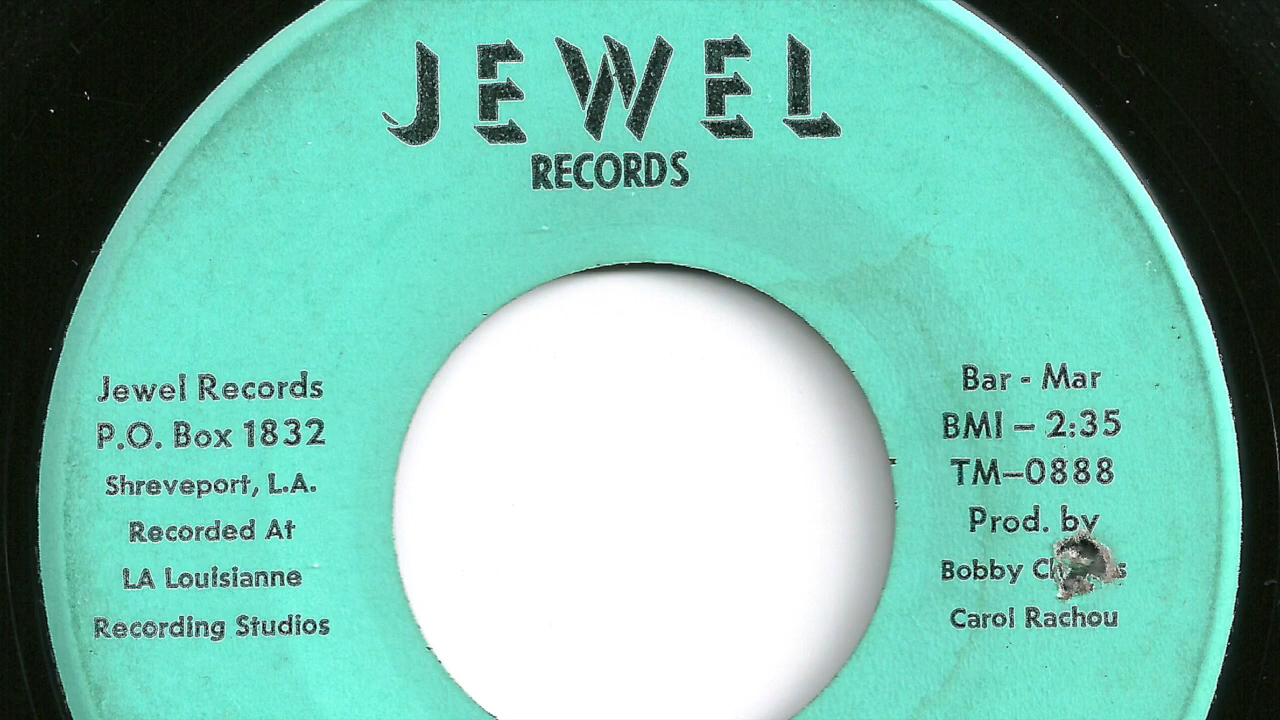 JEWEL
RECORDS
Jewel Records
P.O. Box 1832
Shreveport, L.A.
Recorded At
LA Louisianne
Recording Studios
Bar - Mar
BMI – 2:35
TM–0888
Prod. by
Bobby
Carol Rachou